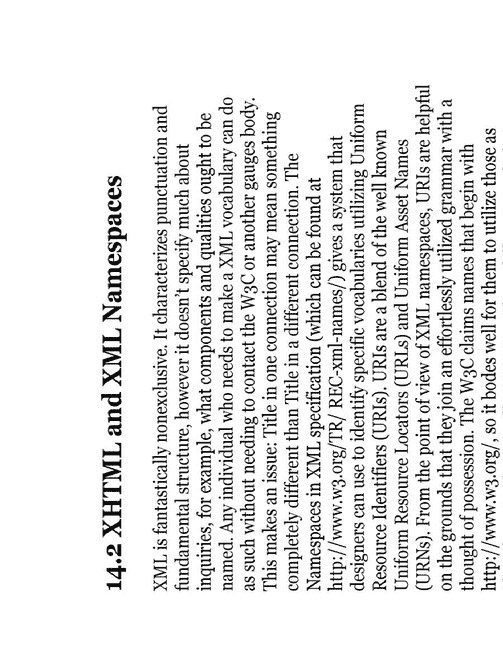 14.2 XHTML and XML Namespaces
XML is fantastically nonexclusive. It characterizes punctuation and
fundamental structure, however it doesn't specify much about
inquiries, for example, what components and qualities ought to be
named. Any individual who needs to make a XML vocabulary can do
as such without needing to contact the W3C or another gauges body.
This makes an issue: Title in one connection may mean something
completely different than Title in a different connection. The
Namespaces in XML specification (which can be found at
http://www.w3.org/TR/ REC-xml-names/) gives a system that
designers can use to identify specific vocabularies utilizing Uniform
Resource Identifiers (URIs). URIs are a blend of the well known
Uniform Resource Locators (URLs) and Uniform Asset Names
(URNs). From the point of view of XML namespaces, URIs are helpful
on the grounds that they join an effortlessly utilized grammar with a
thought of possession. The W3C claims names that begin with
http://www.w3.org/, so it bodes well for them to utilize those as